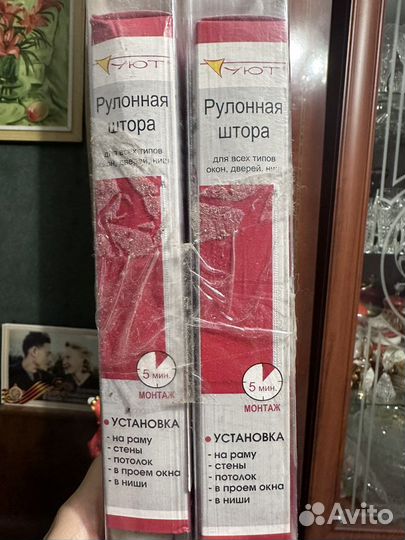 УЮТ
Рулонная
штора
для всех типов
окон, дверей, ниш
5 мин.
МОНТАЖ
• УСТАНОВКА
- на раму
- стены
- потолок
- в проем окна
- в ниши
УЮТ
Рулонная
штора
для всех типов
окон, дверей, ниш
5 мин.
МОНТАЖ
• УСТАНОВКА
- на раму
- стены
- потолок
- в проем окна
- в ниши
Avito